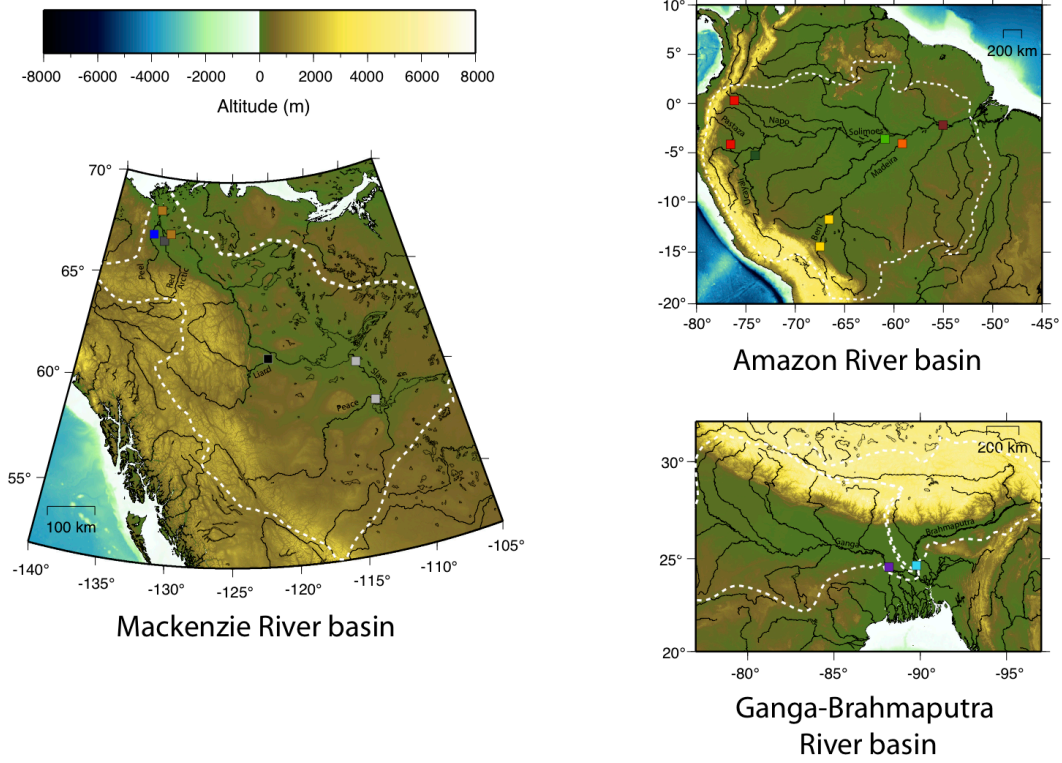 -8000 -6000 -4000 -2000 0 2000 4000 6000 8000
Altitude (m)
70°
65°
60°
55°
Peel
Red
Arctic
Liard
Slave
Peace
100 km
-140°
-135°
-130°
-125°
-120°
-115°
-110°
-105°
Mackenzie River basin
10°
5°
0°
-5°
-10°
-15°
-20°
200 km
Napo
Pastaza
Solimoes
Madeira
Ucayali
Beni
-80° -75° -70° -65° -60° -55° -50° -45°
Amazon River basin
30°
25°
20°
200 km
Ganga
Brahmaputra
-80° -85° -90° -95°
Ganga-Brahmaputra
River basin